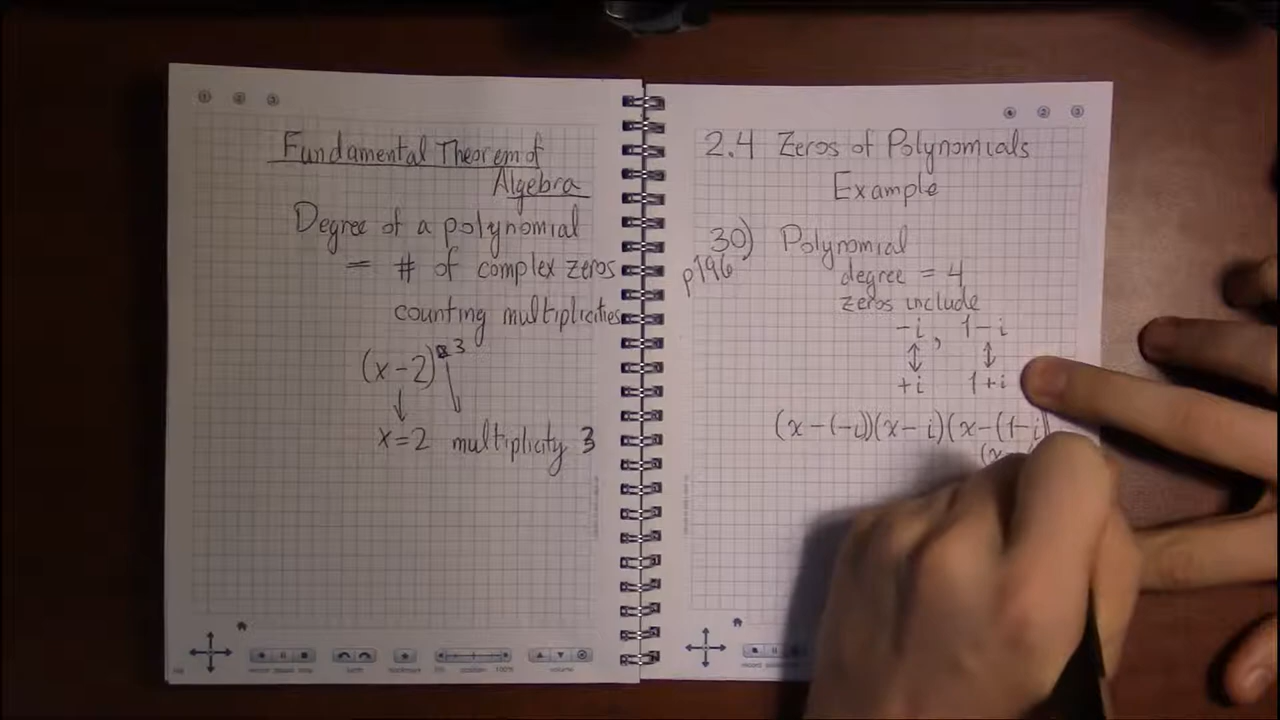 Fundamental Theorem of
Algebra
Degree of a polynomial
= # of complex zeros
counting multiplicities
(x-2)³
x=2 multiplicity 3
2.4 Zeros of Polynomials
Example
30) Polynomial
p196
degree = 4
zeros include
-i, 1-i
+i 1+i
(x-(-i))(x-i)(x-(1-i)
(x-(